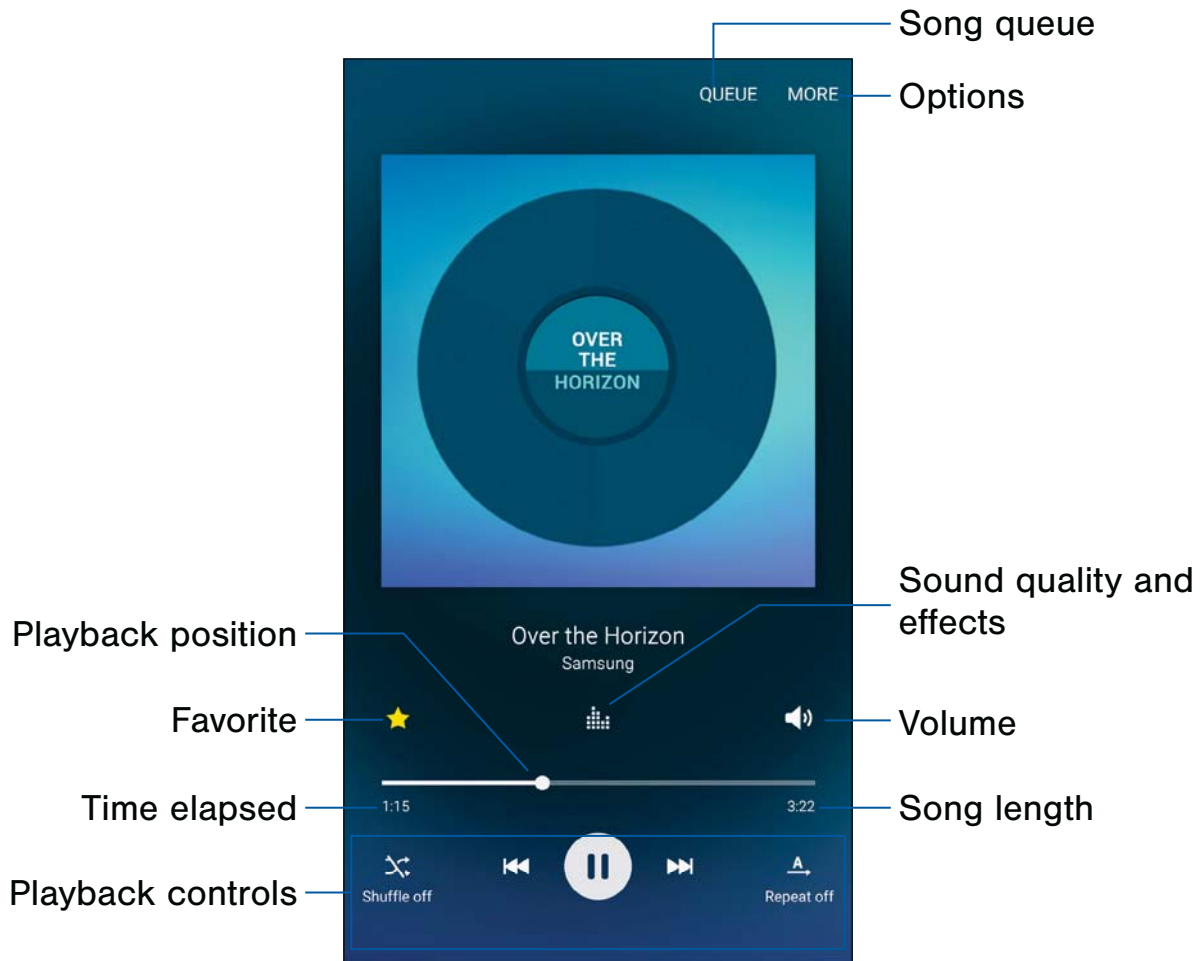 Song queue
QUEUE MORE
Options
OVER
THE
HORIZON
Sound quality and
effects
Playback position
Over the Horizon
Samsung
Favorite
Volume
Time elapsed
1:15
3:22
Song length
Playback controls
Shuffle off
A
Repeat off